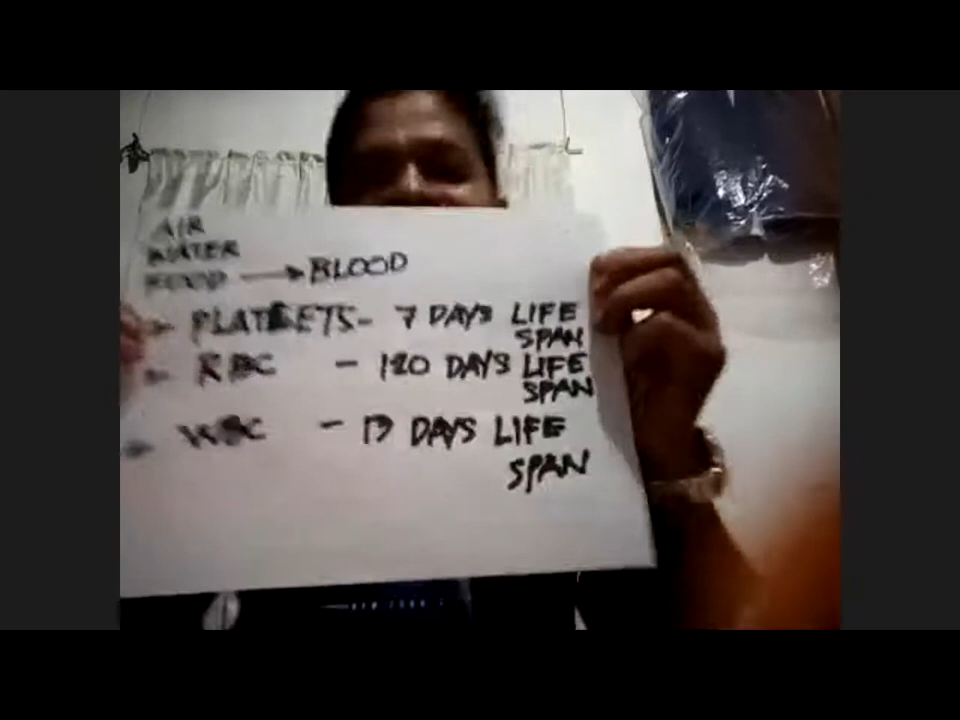 AIR
WATER
FOOD → BLOOD
PLATELETS - 7 DAYS LIFE
SPAN
RBC - 120 DAYS LIFE
SPAN
WBC - 13 DAYS LIFE
SPAN